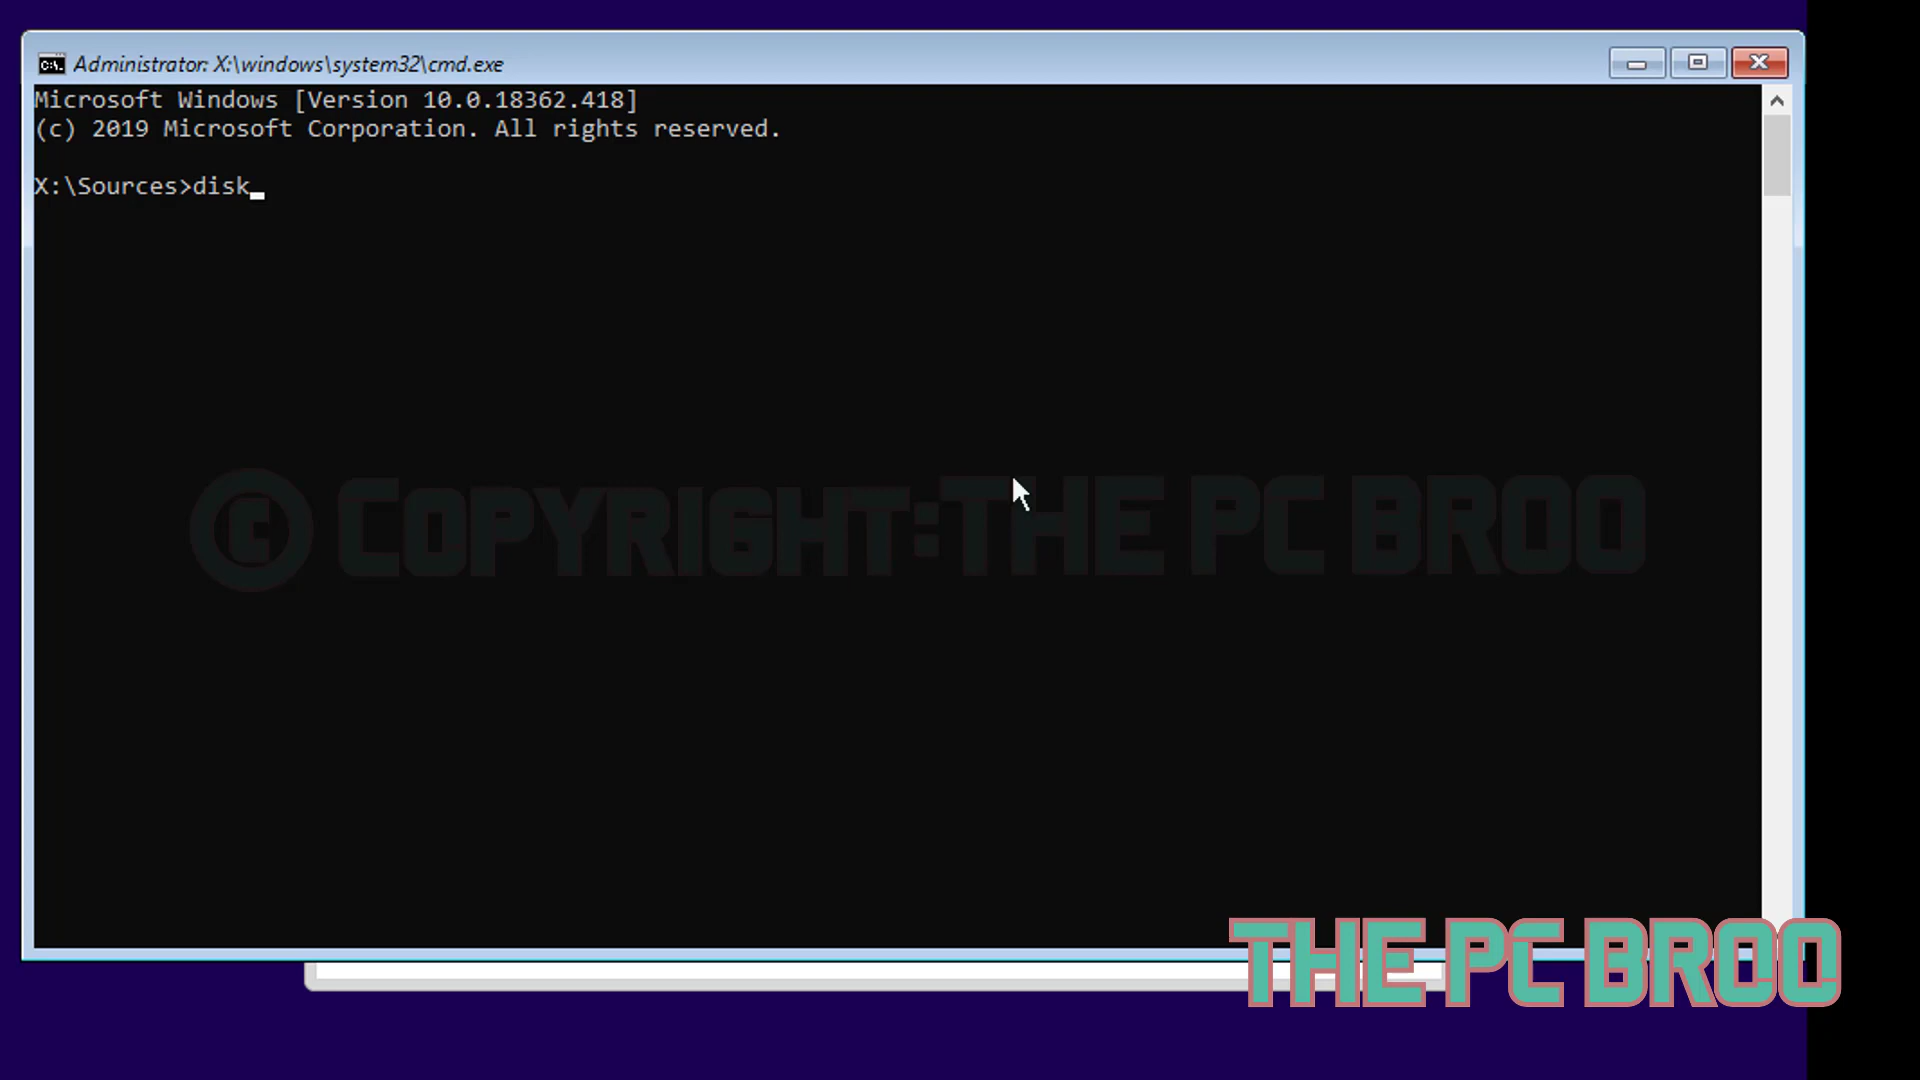 Administrator: X:\windows\system32\cmd.exe
Microsoft Windows [Version 10.0.18362.418]
(c) 2019 Microsoft Corporation. All rights reserved.
X:\Sources>disk_
© COPYRIGHT:THE PC BROO
THE PC BROO